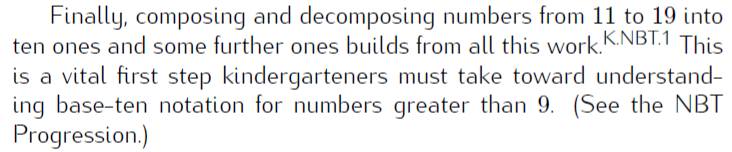 Finally, composing and decomposing numbers from 11 to 19 into
ten ones and some further ones builds from all this work.K.NBT.1 This
is a vital first step kindergarteners must take toward understand-
ing base-ten notation for numbers greater than 9. (See the NBT
Progression.)